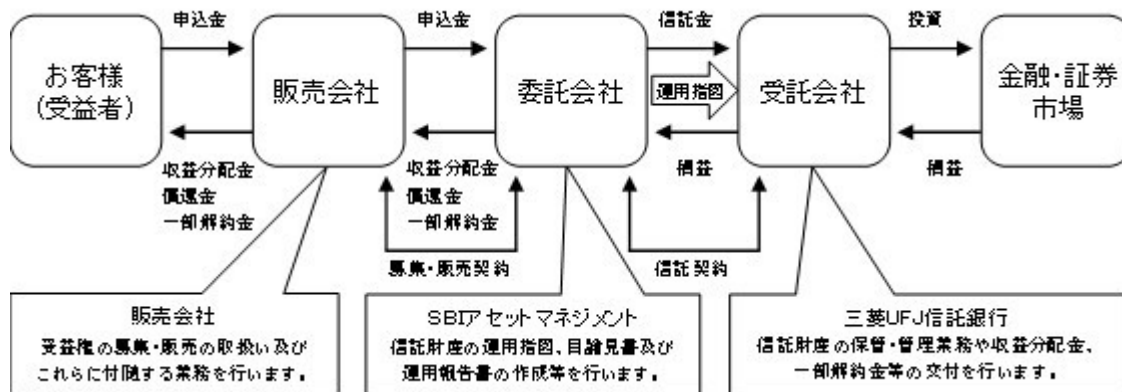 申込金
申込金
信託金
投資
お客様
(受益者)
販売会社
委託会社
運用指図
受託会社
金融・証券
市場
収益分配金
償還金
一部解約金
収益分配金
償還金
一部解約金
損益
損益
募集・販売契約
信託契約
販売会社
受益権の募集・販売の取扱い及び
これらに付随する業務を行います。
SBIアセットマネジメント
信託財産の運用指図、目論見書及び
運用報告書の作成等を行います。
三菱UFJ信託銀行
信託財産の保管・管理業務や収益分配金、
一部解約金等の交付を行います。